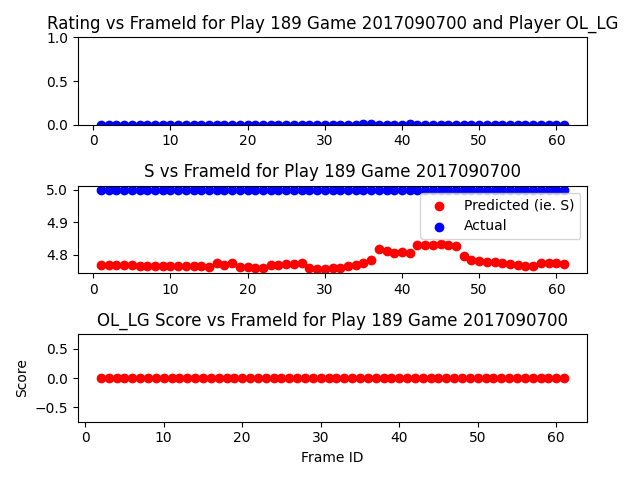 Rating vs FrameId for Play 189 Game 2017090700 and Player OL_LG
1.0
0.5
0.0
0 10 20 30 40 50 60
S vs FrameId for Play 189 Game 2017090700
5.0
4.9
4.8
Predicted (ie. S)
Actual
0 10 20 30 40 50 60
OL_LG Score vs FrameId for Play 189 Game 2017090700
Score
0.5
0.0
−0.5
0 10 20 30 40 50 60
Frame ID